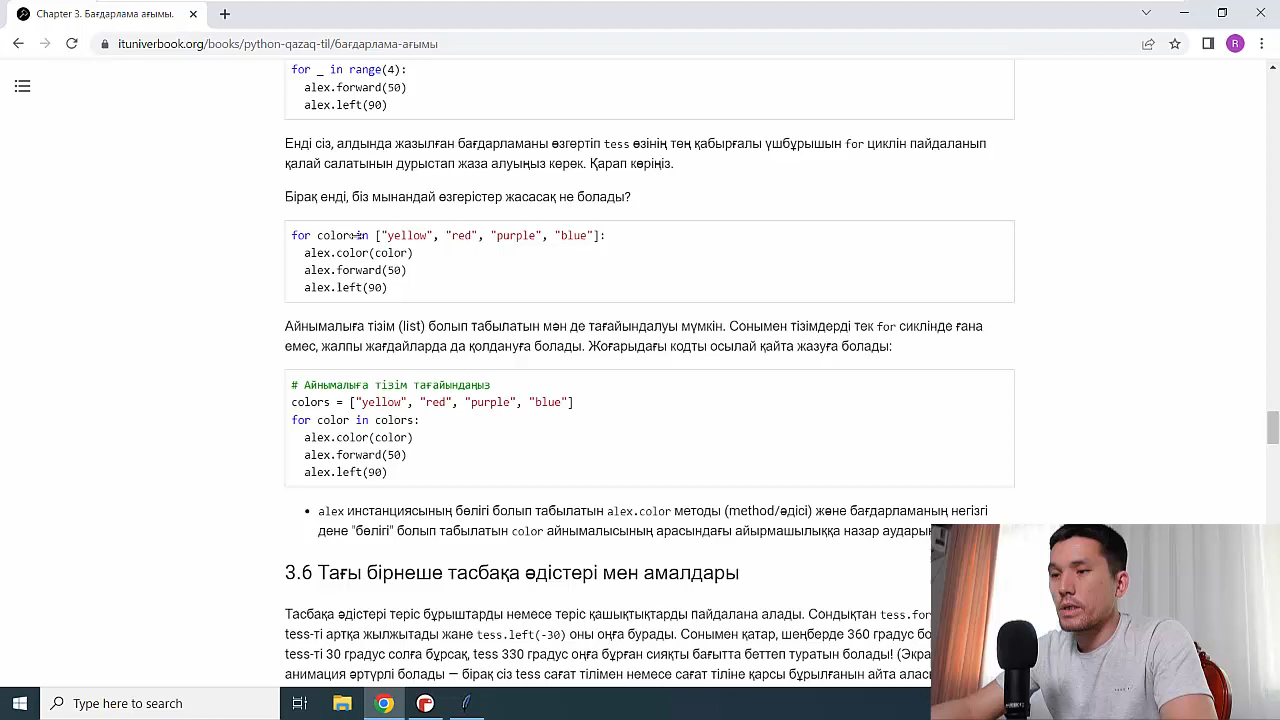 Chapter 3. Бағдарлама ағымы.
ituniverbook.org/books/python-qazaq-til/бағдарлама-ағымы
R
for _ in range(4):
alex.forward(50)
alex.left(90)
Енді сіз, алдында жазылған бағдарламаны өзгертіп tess өзінің тең қабырғалы үшбұрышын for циклін пайдаланып
қалай салатынын дұрыстап жаза алуыңыз керек. Қарап көріңіз.
Бірақ енді, біз мынандай өзгерістер жасасақ не болады?
for color in ["yellow", "red", "purple", "blue"]:
alex.color(color)
alex.forward(50)
alex.left(90)
Айнымалыға тізім (list) болып табылатын мән де тағайындалуы мүмкін. Сонымен тізімдерді тек for сиклінде ғана
емес, жалпы жағдайларда да қолдануға болады. Жоғарыдағы кодты осылай қайта жазуға болады:
# Айнымалыға тізім тағайындаңыз
colors = ["yellow", "red", "purple", "blue"]
for color in colors:
alex.color(color)
alex.forward(50)
alex.left(90)
• alex инстанциясының бөлігі болып табылатын alex.color методы (method/әдісі) және бағдарламаның негізгі
дене "бөлігі" болып табылатын color айнымалысының арасындағы айырмашылыққа назар
3.6 Тағы бірнеше тасбақа әдістері мен амалдары
Тасбақа әдістері теріс бұрыштарды немесе теріс қашықтықтарды пайдалана алады. Сондықтан tess.for
tess-ті артқа жылжытады және tess.left(-30) оны оңға бұрады. Сонымен қатар, шеңберде 360 градус бо
tess-ті 30 градус солға бұрсақ, tess 330 градус оңға бұрған сияқты бағытта беттеп туратын болады! (Экра
анимация әртүрлі болады — бірақ сіз tess сағат тілімен немесе сағат тіліне қарсы бұрылғанын айта алас
Type here to search